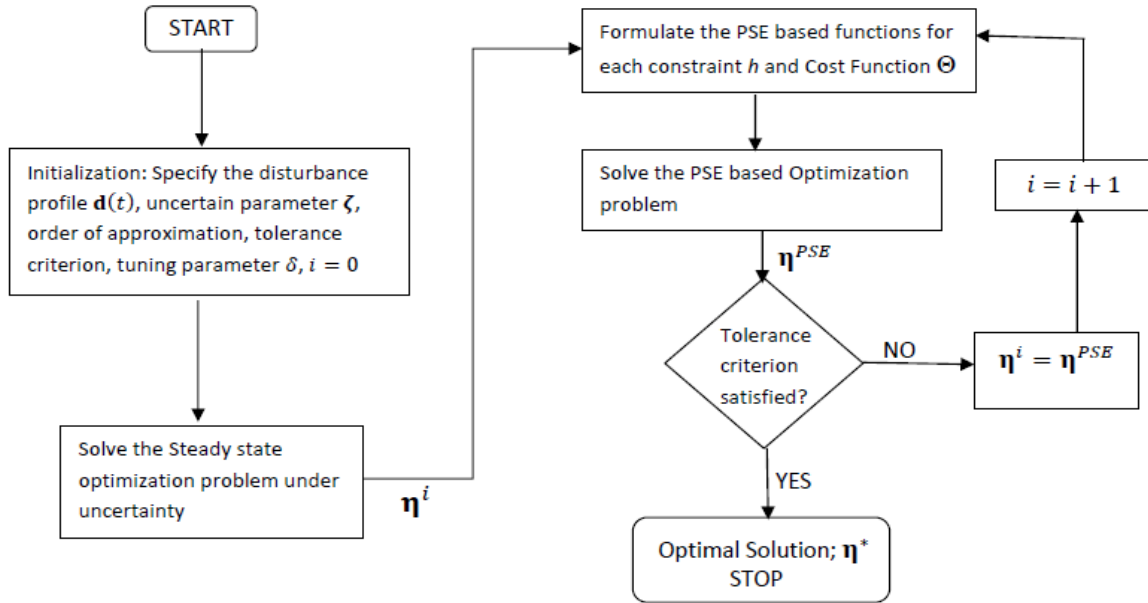 START
Initialization: Specify the disturbance
profile d(t), uncertain parameter ζ,
order of approximation, tolerance
criterion, tuning parameter δ, i = 0
Solve the Steady state
optimization problem under
uncertainty
η^i
Formulate the PSE based functions for
each constraint h and Cost Function Θ
Solve the PSE based Optimization
problem
η^PSE
Tolerance
criterion
satisfied?
NO
η^i = η^PSE
i = i + 1
YES
Optimal Solution; η*
STOP